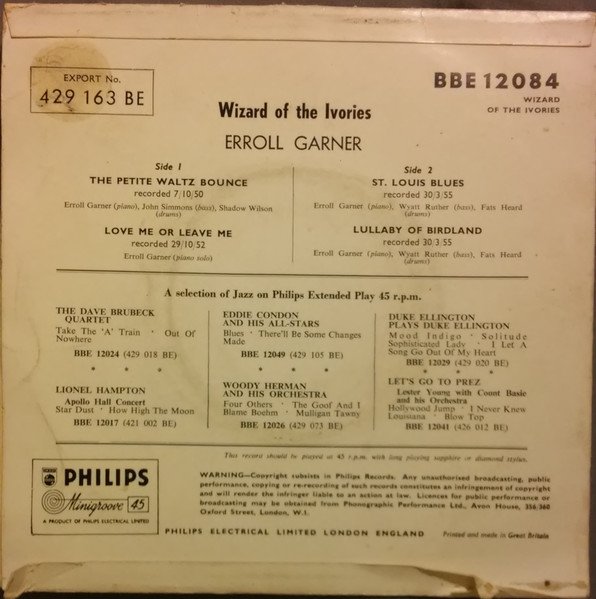 EXPORT No.
429 163 BE
BBE 12084
WIZARD
OF THE IVORIES
Wizard of the Ivories
ERROLL GARNER
Side 1
THE PETITE WALTZ BOUNCE
recorded 7/10/50
Erroll Garner (piano), John Simmons (bass), Shadow Wilson
(drums)
LOVE ME OR LEAVE ME
recorded 29/10/52
Erroll Garner (piano solo)
Side 2
ST. LOUIS BLUES
recorded 30/3/55
Erroll Garner (piano), Wyatt Ruther (bass), Fats Heard
(drums)
LULLABY OF BIRDLAND
recorded 30/3/55
Erroll Garner (piano), Wyatt Ruther (bass), Fats Heard
(drums)
A selection of Jazz on Philips Extended Play 45 r.p.m.
THE DAVE BRUBECK
QUARTET
Take The 'A' Train · Out Of
Nowhere
BBE 12024 (429 018 BE)
* * *
LIONEL HAMPTON
Apollo Hall Concert
Star Dust · How High The Moon
BBE 12017 (421 002 BE)
EDDIE CONDON
AND HIS ALL-STARS
Blues · There'll Be Some Changes
Made
BBE 12049 (429 105 BE)
* * *
WOODY HERMAN
AND HIS ORCHESTRA
Four Others · The Goof And I
Blame Boehm · Mulligan Tawny
BBE 12026 (429 073 BE)
DUKE ELLINGTON
PLAYS DUKE ELLINGTON
Mood Indigo · Solitude
Sophisticated Lady · I Let A
Song Go Out Of My Heart
BBE 12029 (429 020 BE)
* * *
LET'S GO TO PREZ
Lester Young with Count Basie
and his Orchestra
Hollywood Jump · I Never Knew
Louisana · Blow Top
BBE 12041 (426 012 BE)
This record should be played at 45 r.p.m. with long playing sapphire or diamond stylus.
PHILIPS
PHILIPS
Minigroove 45
A PRODUCT OF PHILIPS ELECTRICAL LIMITED
WARNING—Copyright subsists in Philips Records. Any unauthorised broadcasting, public
performance, copying or re-recording of such records constitutes an infringement of copyright
and will render the infringer liable to an action at law. Licences for public performance or
broadcasting may be obtained from Phonographic Performance Ltd., Avon House, 356/360
Oxford Street, London, W.1.
PHILIPS ELECTRICAL LIMITED LONDON ENGLAND
Printed and made in Great Britain
B